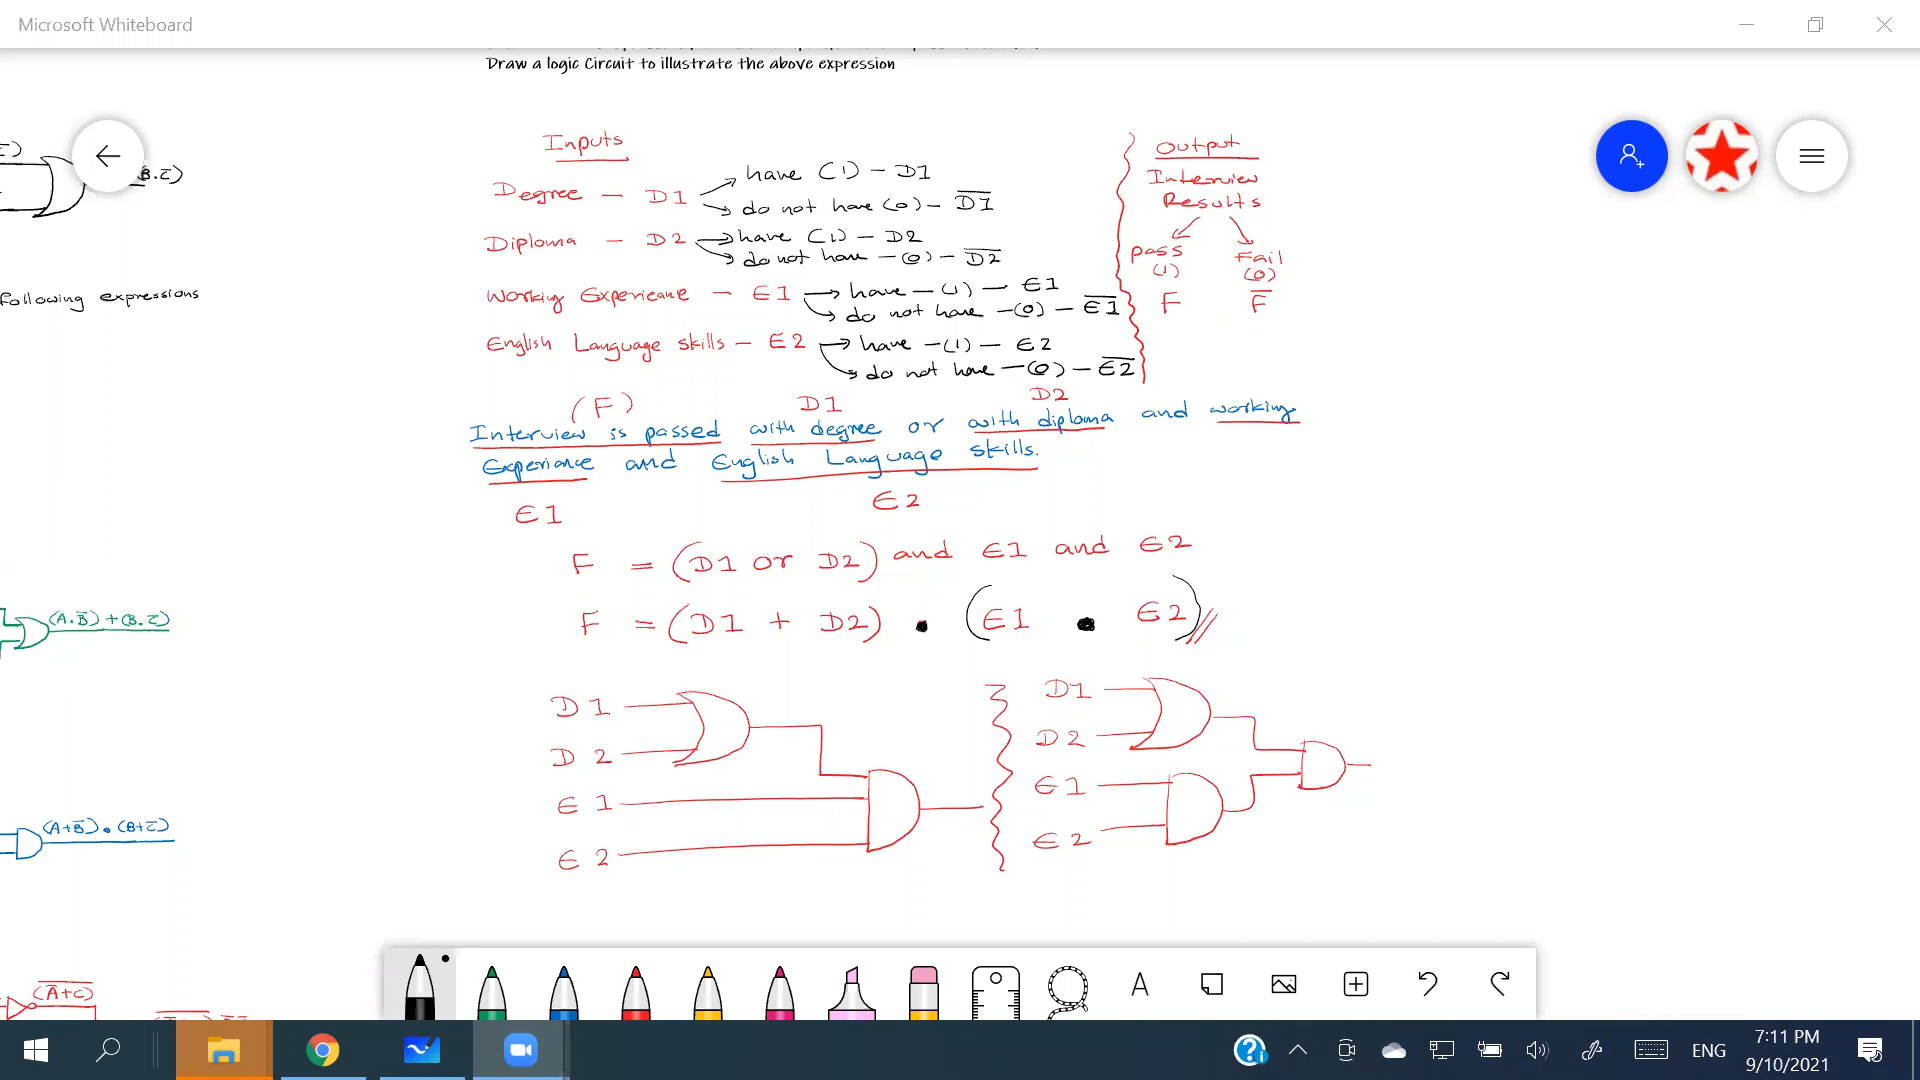 Microsoft Whiteboard
Draw a logic Circuit to illustrate the above expression
Inputs
Degree – D1
have (1) – D1
do not have (0) – D̅1̅
Diploma – D2
have (1) – D2
do not have – (0) – D̅2̅
Working Experieane – E1
have – (1) – E1
do not have – (0) – E̅1̅
English Language skills – E2
have – (1) – E2
do not have – (0) – E̅2̅
Output
Interview
Results
pass
(1)
F
Fail
(0)
F̅
(F) D1 D2
Interview is passed with degree or with diploma and working
Experiance and English Language skills.
E1 E2
F = (D1 or D2) and E1 and E2
F = (D1 + D2) • (E1 • E2)
D1
D2
E1
E2
D1
D2
E1
E2
B.C̅)
following expressions
(A.B̅)+(B.C̅)
(A+B̅).(B+C̅)
(A̅+C)
A
ENG
7:11 PM
9/10/2021